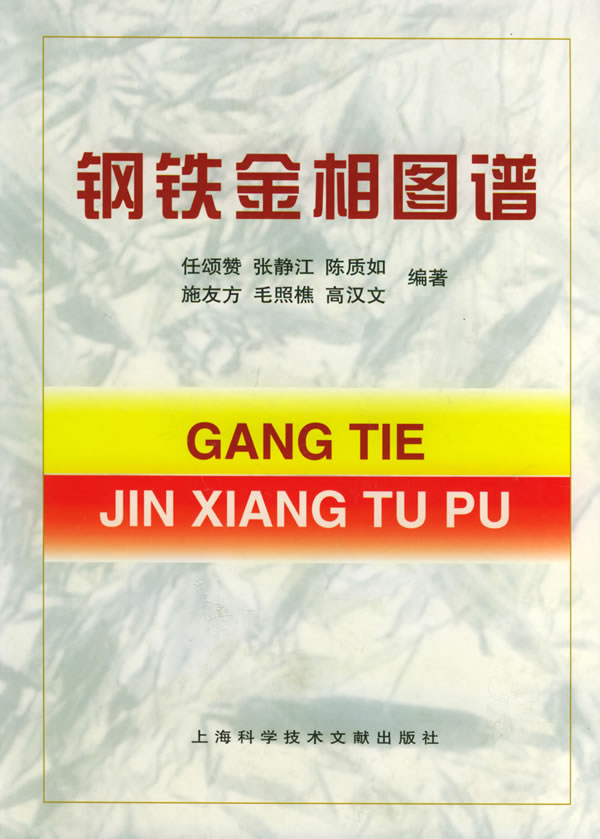 钢铁金相图谱
任颂赞 张静江 陈质如
施友方 毛照樵 高汉文
编著
GANG TIE
JIN XIANG TU PU
上海科学技术文献出版社